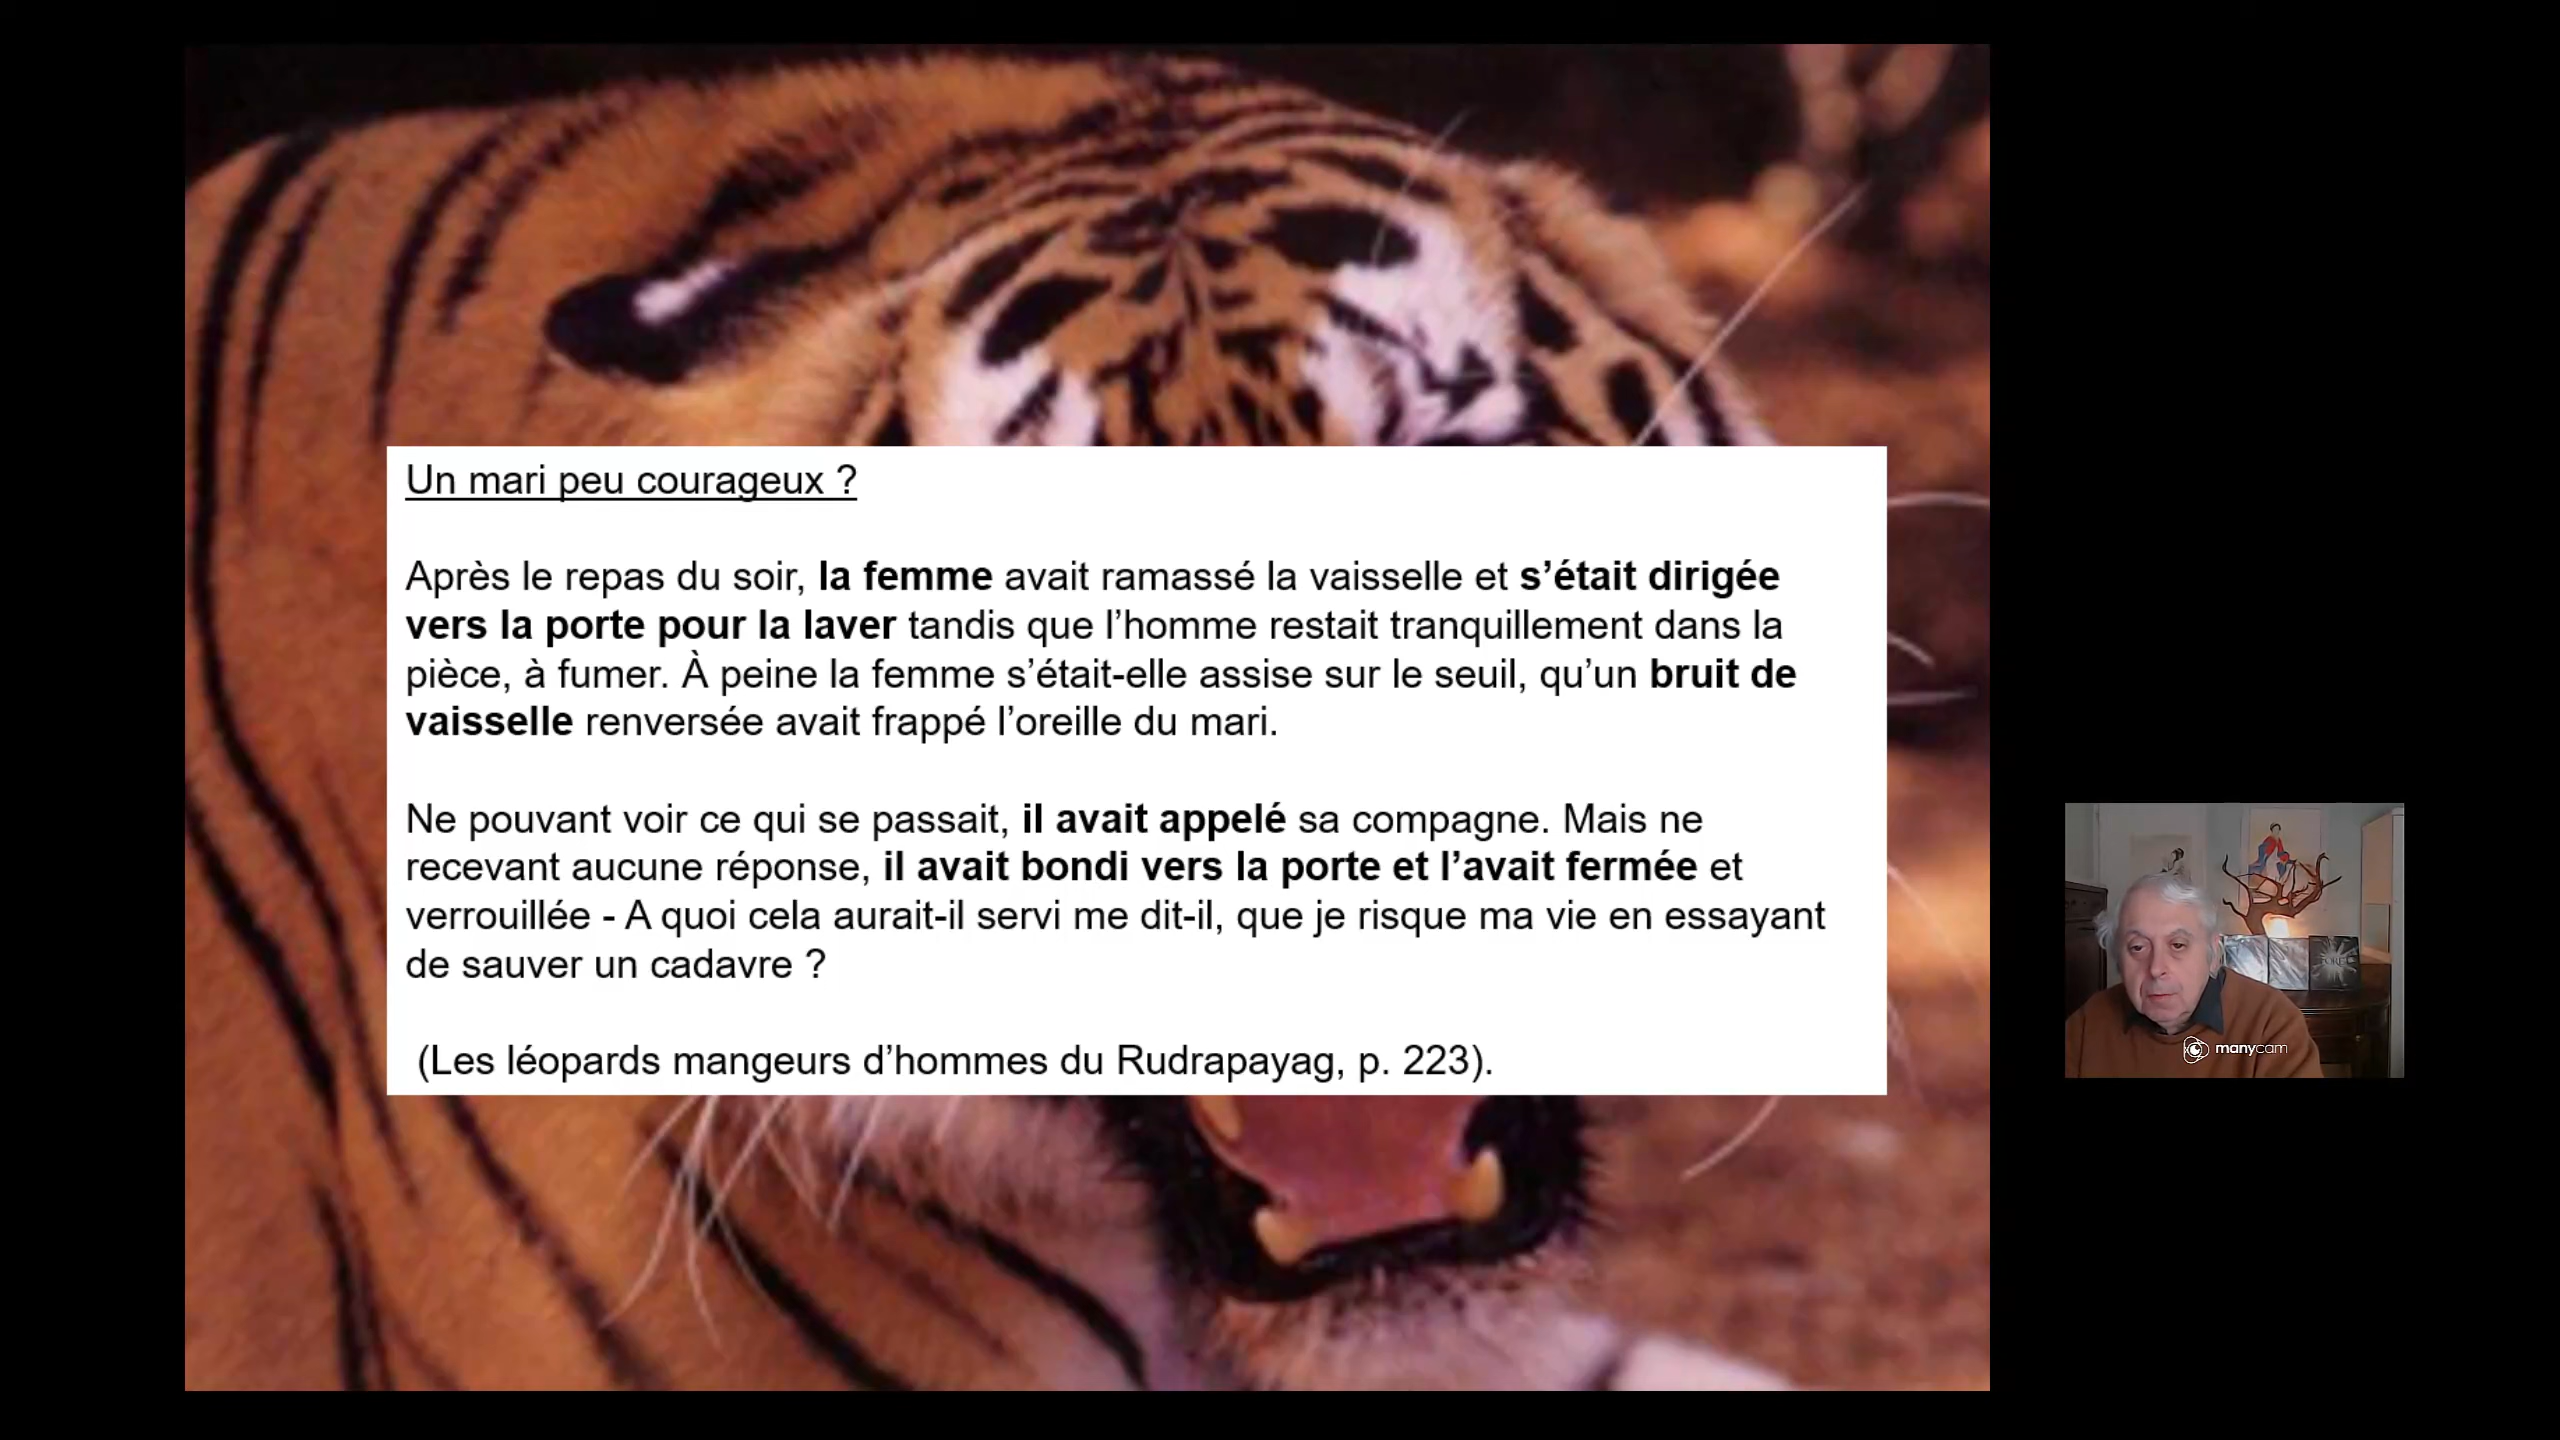 Un mari peu courageux ?
Après le repas du soir, la femme avait ramassé la vaisselle et s’était dirigée
vers la porte pour la laver tandis que l’homme restait tranquillement dans la
pièce, à fumer. À peine la femme s’était-elle assise sur le seuil, qu’un bruit de
vaisselle renversée avait frappé l’oreille du mari.
Ne pouvant voir ce qui se passait, il avait appelé sa compagne. Mais ne
recevant aucune réponse, il avait bondi vers la porte et l’avait fermée et
verrouillée - A quoi cela aurait-il servi me dit-il, que je risque ma vie en essayant
de sauver un cadavre ?
(Les léopards mangeurs d’hommes du Rudrapayag, p. 223).
manycam